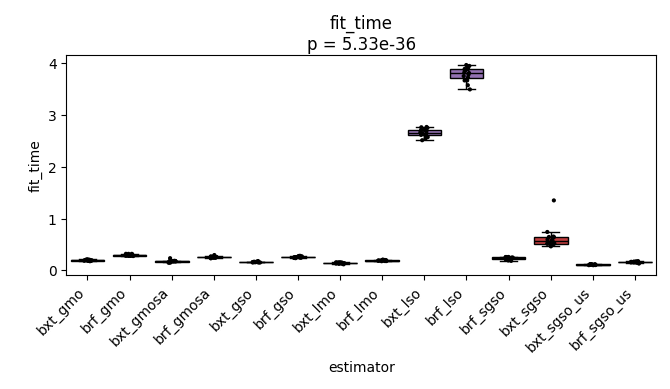 fit_time
p = 5.33e-36
fit_time
4
3
2
1
0
bxt_gmo
brf_gmo
bxt_gmosa
brf_gmosa
bxt_gso
brf_gso
bxt_lmo
brf_lmo
bxt_lso
brf_lso
brf_sgso
bxt_sgso
bxt_sgso_us
brf_sgso_us
estimator